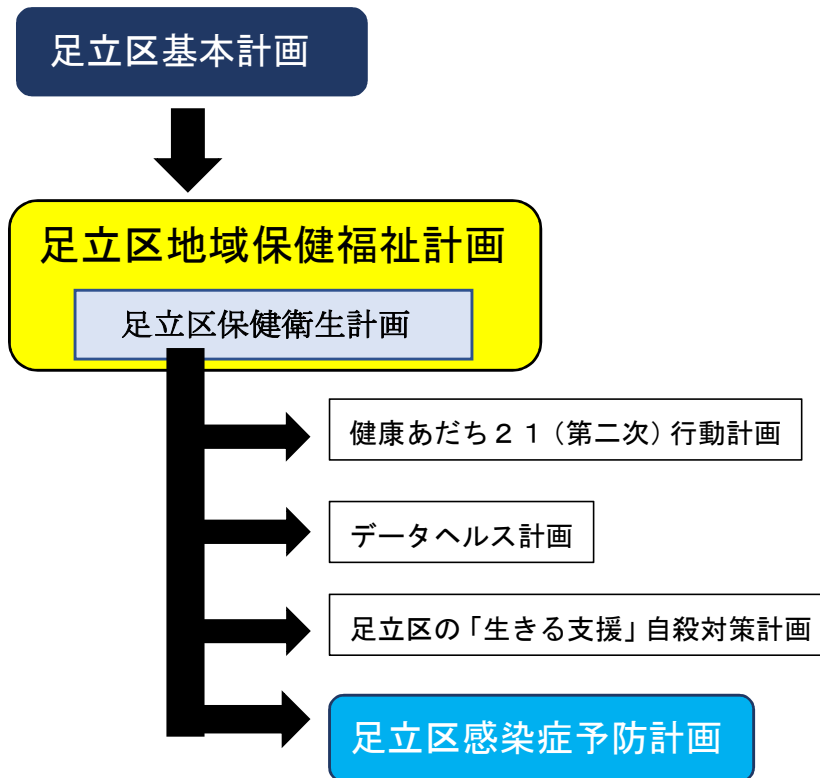 足立区基本計画
足立区地域保健福祉計画
足立区保健衛生計画
健康あだち２１（第二次）行動計画
データヘルス計画
足立区の「生きる支援」自殺対策計画
足立区感染症予防計画